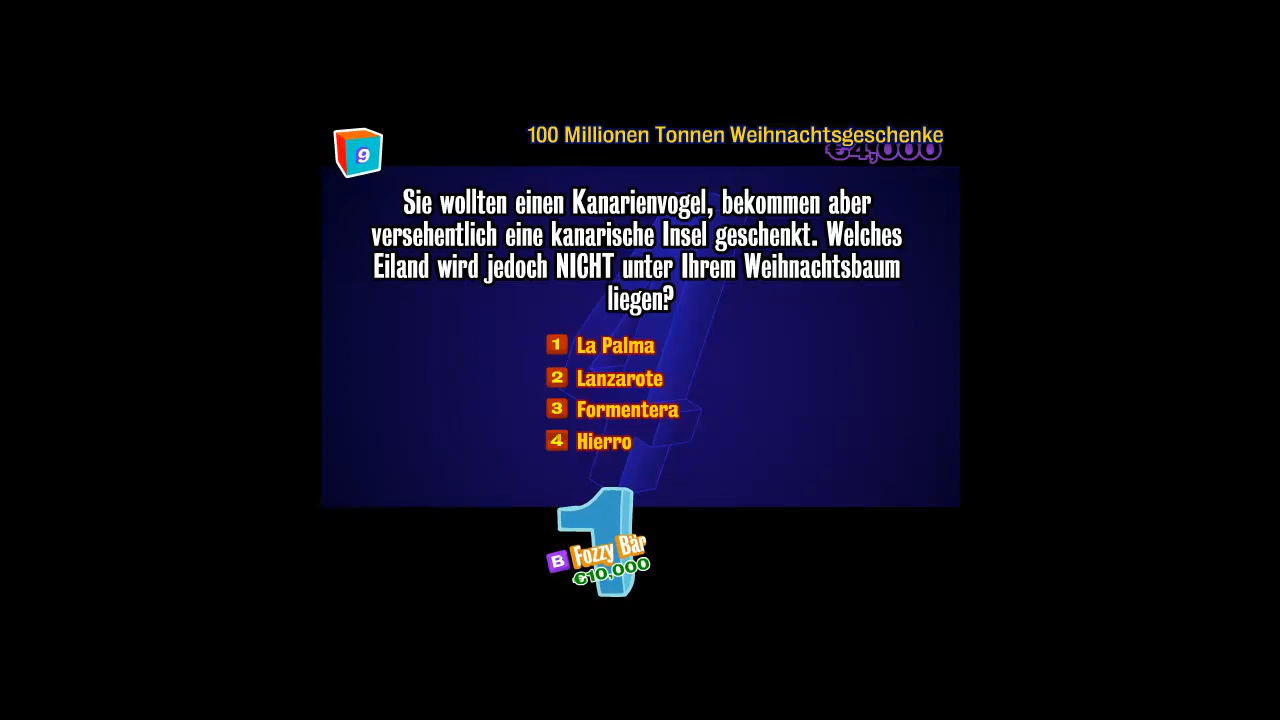 100 Millionen Tonnen Weihnachtsgeschenke
9
€4,000
Sie wollten einen Kanarienvogel, bekommen aber
versehentlich eine kanarische Insel geschenkt. Welches
Eiland wird jedoch NICHT unter Ihrem Weihnachtsbaum
liegen?
1 La Palma
2 Lanzarote
3 Formentera
4 Hierro
1
B Fozzy Bär
€10,000